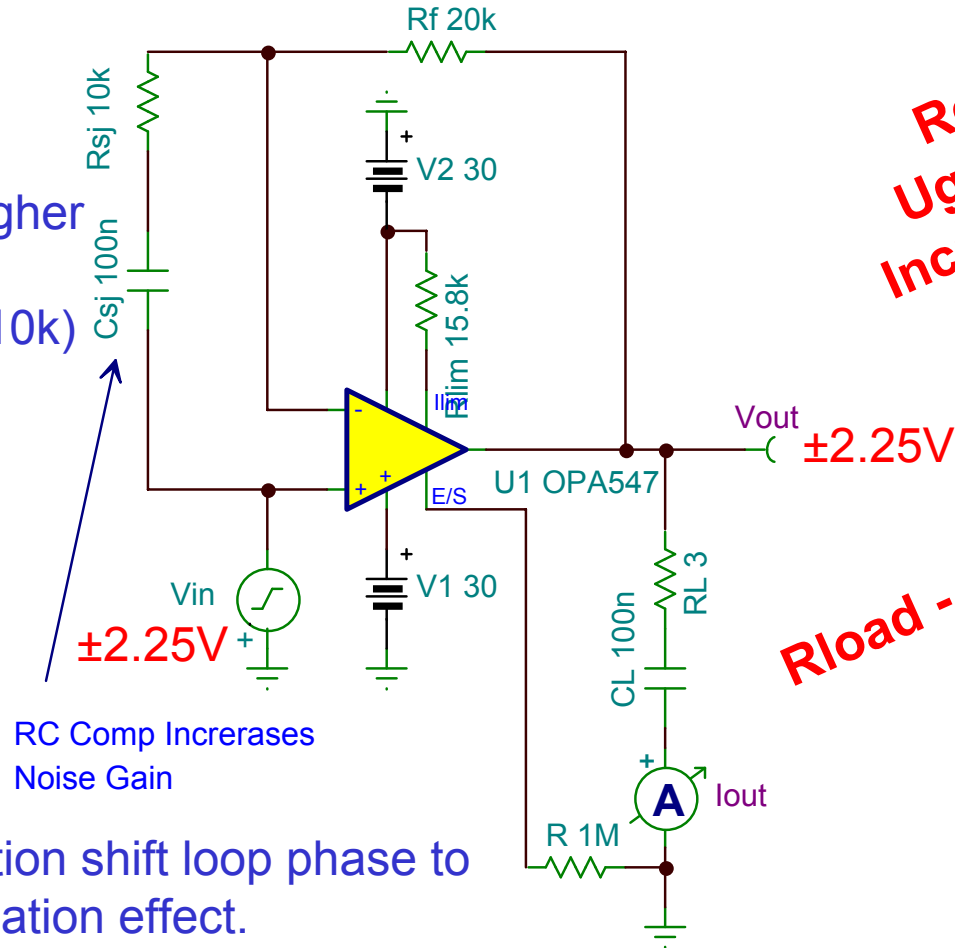 Rf 20k
Rsj 10k
V2 30
gher
Csj 100n
10k)
15.8k
Ilim
-
+
+
E/S
U1 OPA547
Vout
±2.25V
RL 3
CL 100n
Vin
±2.25V
+
+
V1 30
+
Rload -
RC Comp Increrases
Noise Gain
+
A
Iout
R 1M
tion shift loop phase to
ation effect.
Inc